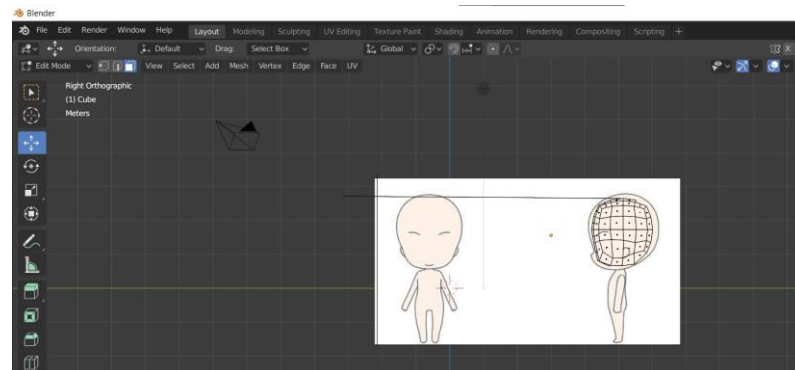 Blender
File Edit Render Window Help Layout Modeling Sculpting UV Editing Texture Paint Shading Animation Rendering Compositing Scripting +
Orientation: Default Drag: Select Box Global
Edit Mode View Select Add Mesh Vertex Edge Face UV
Right Orthographic
(1) Cube
Meters